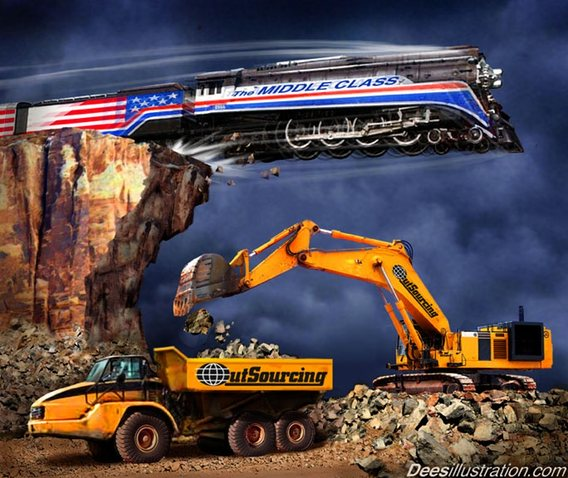 The MIDDLE CLASS
OutSourcing
OutSourcing
Deesillustration.com